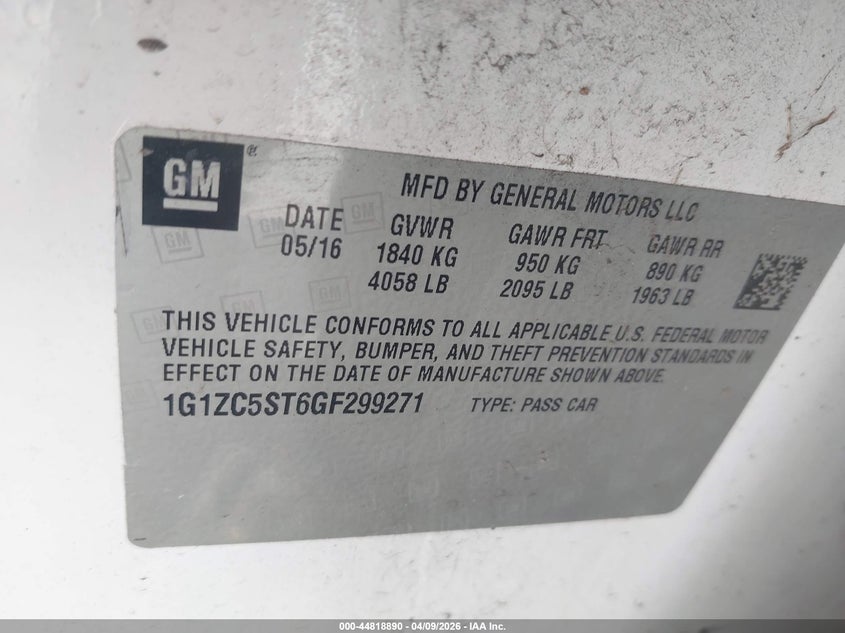 GM
MFD BY GENERAL MOTORS LLC
DATE GVWR GAWR FRT GAWR RR
05/16 1840 KG 950 KG 890 KG
4058 LB 2095 LB 1963 LB
THIS VEHICLE CONFORMS TO ALL APPLICABLE U.S. FEDERAL MOTOR
VEHICLE SAFETY, BUMPER, AND THEFT PREVENTION STANDARDS IN
EFFECT ON THE DATE OF MANUFACTURE SHOWN ABOVE.
1G1ZC5ST6GF299271 TYPE: PASS CAR
000-44818890 - 04/09/2026 - IAA Inc.